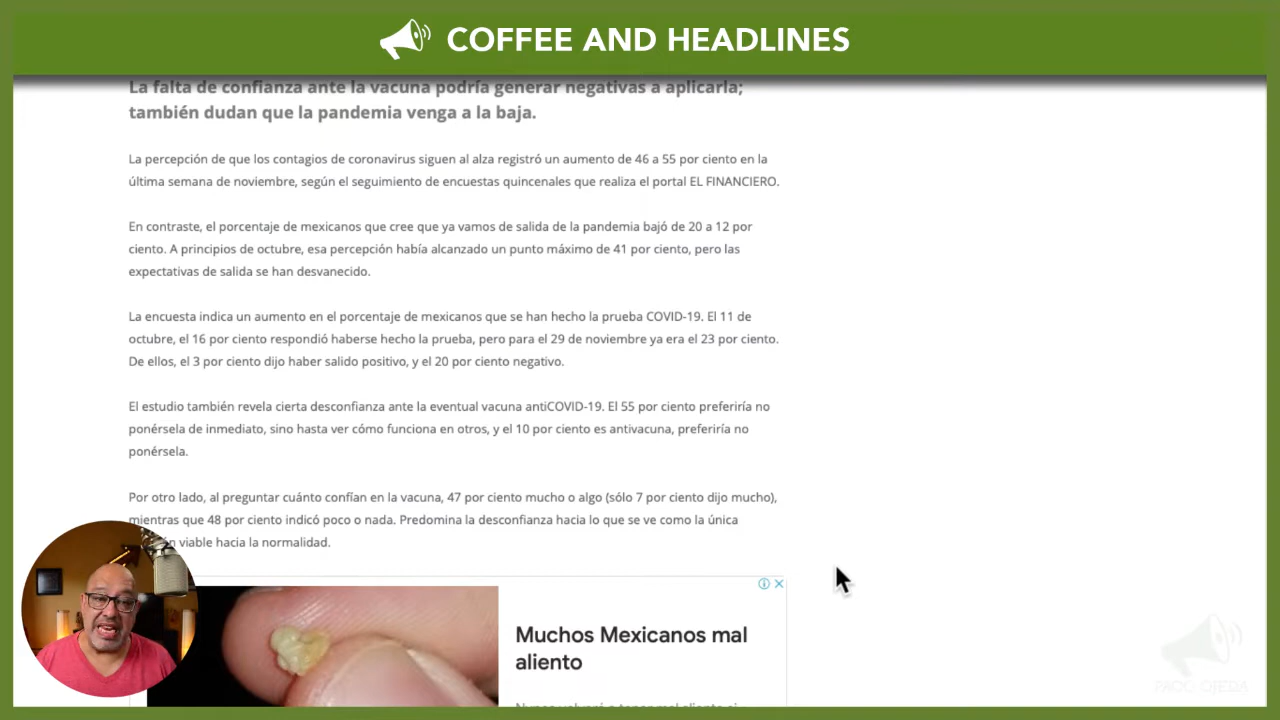 COFFEE AND HEADLINES
La falta de confianza ante la vacuna podría generar negativas a aplicarla;
también dudan que la pandemia venga a la baja.
La percepción de que los contagios de coronavirus siguen al alza registró un aumento de 46 a 55 por ciento en la
última semana de noviembre, según el seguimiento de encuestas quincenales que realiza el portal EL FINANCIERO.
En contraste, el porcentaje de mexicanos que cree que ya vamos de salida de la pandemia bajó de 20 a 12 por
ciento. A principios de octubre, esa percepción había alcanzado un punto máximo de 41 por ciento, pero las
expectativas de salida se han desvanecido.
La encuesta indica un aumento en el porcentaje de mexicanos que se han hecho la prueba COVID-19. El 11 de
octubre, el 16 por ciento respondió haberse hecho la prueba, pero para el 29 de noviembre ya era el 23 por ciento.
De ellos, el 3 por ciento dijo haber salido positivo, y el 20 por ciento negativo.
El estudio también revela cierta desconfianza ante la eventual vacuna antiCOVID-19. El 55 por ciento preferiría no
ponérsela de inmediato, sino hasta ver cómo funciona en otros, y el 10 por ciento es antivacuna, preferiría no
ponérsela.
Por otro lado, al preguntar cuánto confían en la vacuna, 47 por ciento mucho o algo (sólo 7 por ciento dijo mucho),
mientras que 48 por ciento indicó poco o nada. Predomina la desconfianza hacia lo que se ve como la única
viable hacia la normalidad.
Muchos Mexicanos mal
aliento
PACO OJEDA